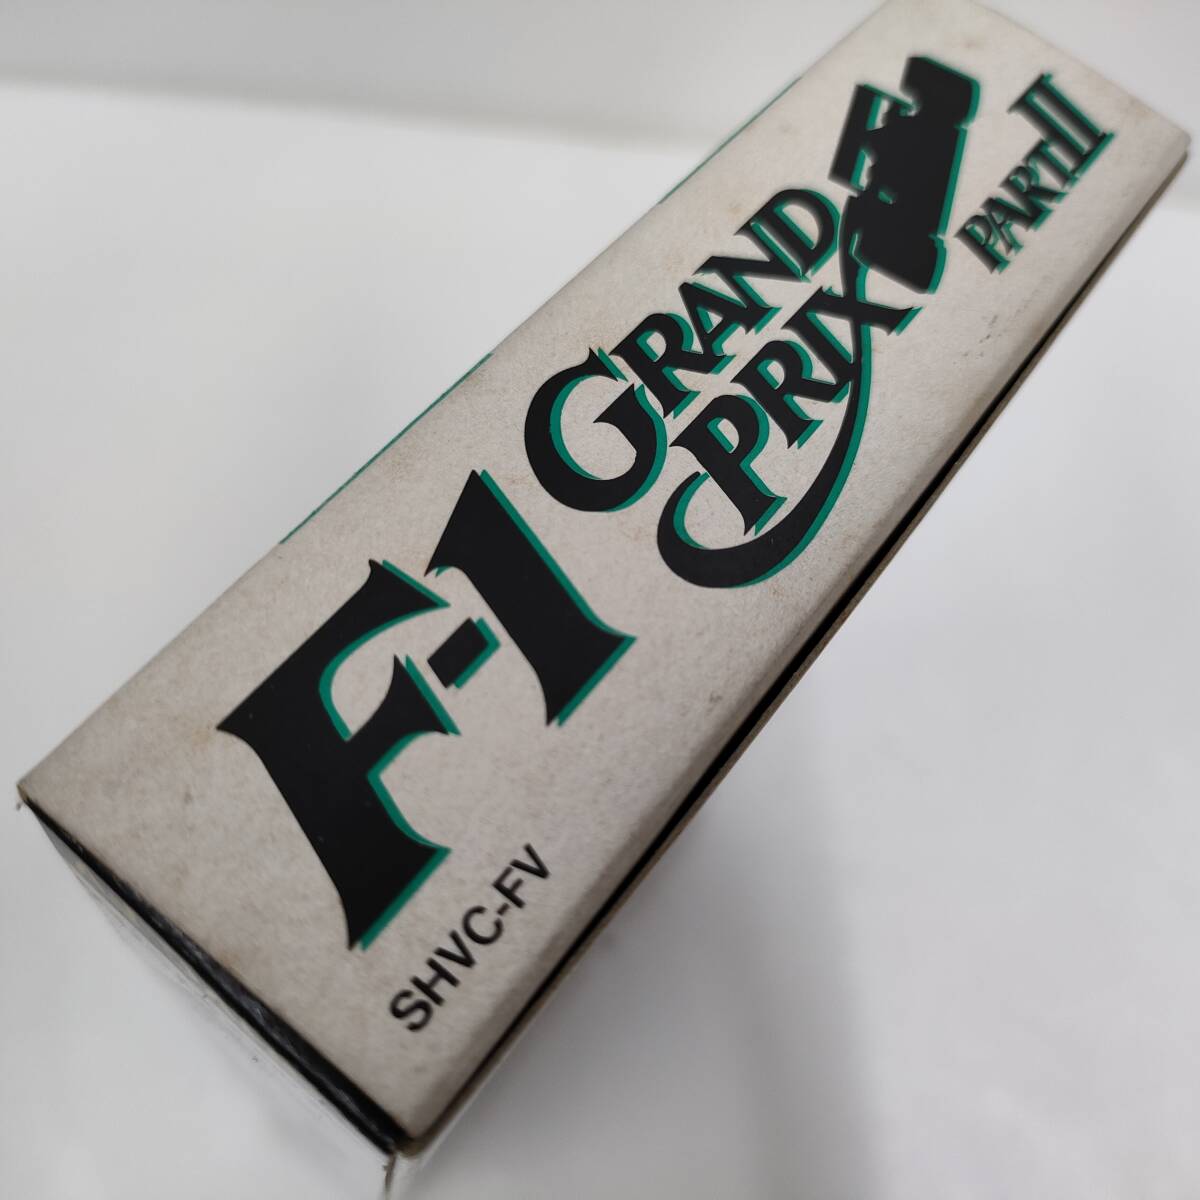 F-1
GRAND
PRIX
PART II
SHVC-FV